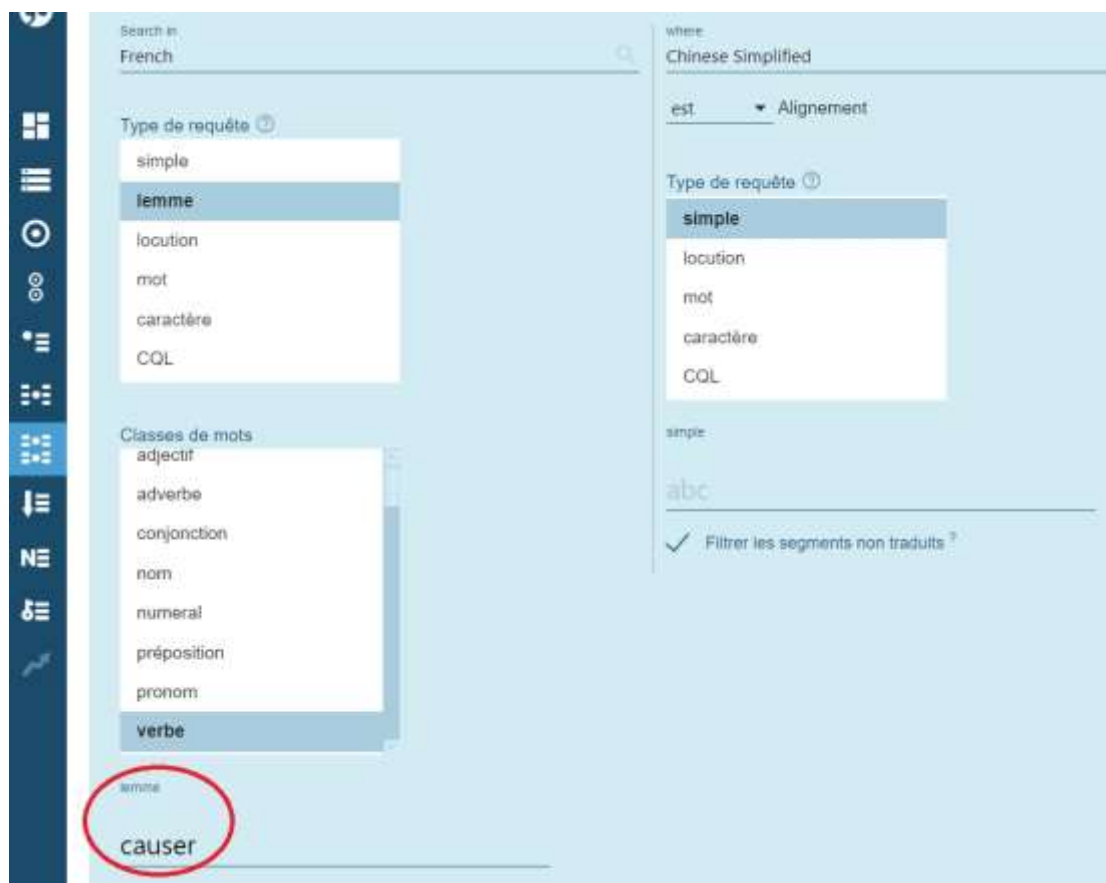 Search in
French
Type de requête ?
simple
lemme
locution
mot
caractère
CQL
Classes de mots
adjectif
adverbe
conjonction
nom
numeral
préposition
pronom
verbe
lemme
causer
where
Chinese Simplified
est Alignement
Type de requête ?
simple
locution
mot
caractère
CQL
simple
abc
Filtrer les segments non traduits ?
N